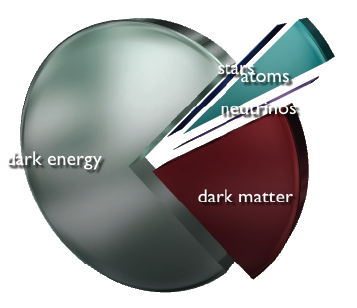 stars
atoms
neutrinos
dark energy
dark matter